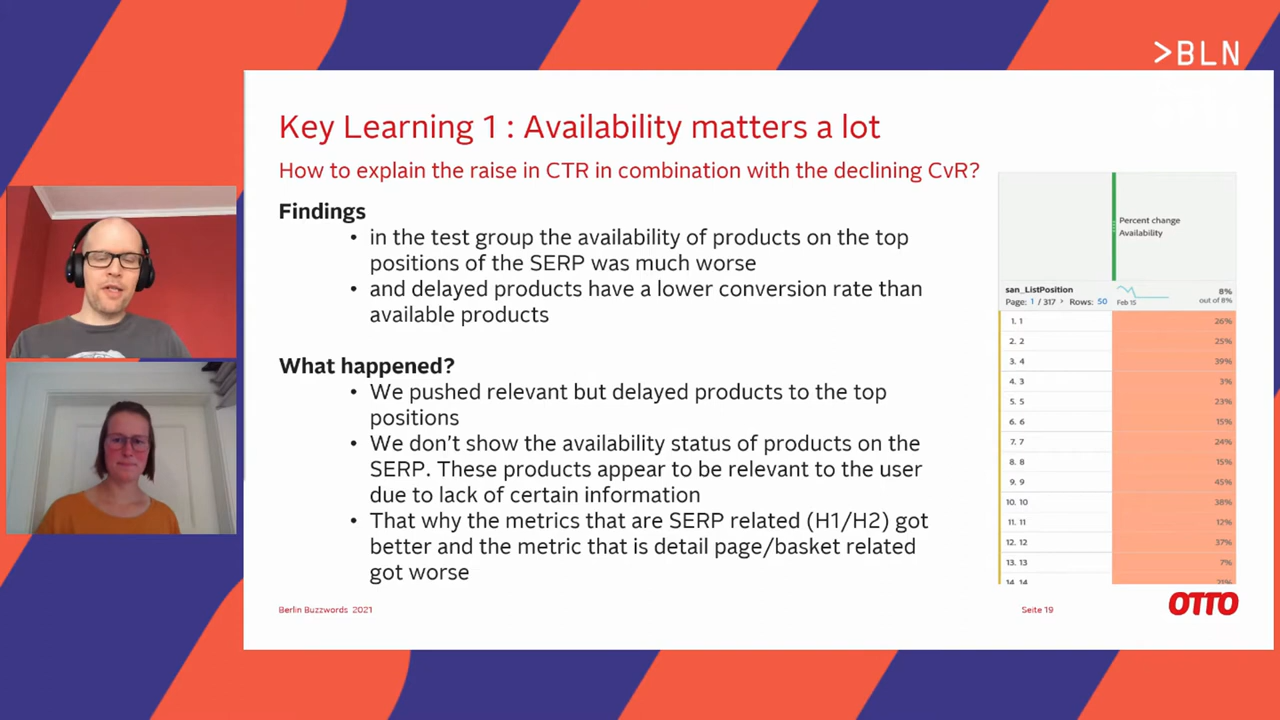 >BLN
Key Learning 1 : Availability matters a lot
How to explain the raise in CTR in combination with the declining CvR?
Findings
• in the test group the availability of products on the top
positions of the SERP was much worse
• and delayed products have a lower conversion rate than
available products
What happened?
• We pushed relevant but delayed products to the top
positions
• We don't show the availability status of products on the
SERP. These products appear to be relevant to the user
due to lack of certain information
• That why the metrics that are SERP related (H1/H2) got
better and the metric that is detail page/basket related
got worse
Percent change
Availability
san_ListPosition
Page: 1 / 317 > Rows: 50
Feb 15
8%
out of 8%
1. 1 26%
2. 2 25%
3. 4 39%
4. 3 3%
5. 5 23%
6. 6 15%
7. 7 24%
8. 8 15%
9. 9 45%
10. 10 38%
11. 11 12%
12. 12 37%
13. 13 7%
14. 14 21%
Berlin Buzzwords 2021
Seite 19
OTTO